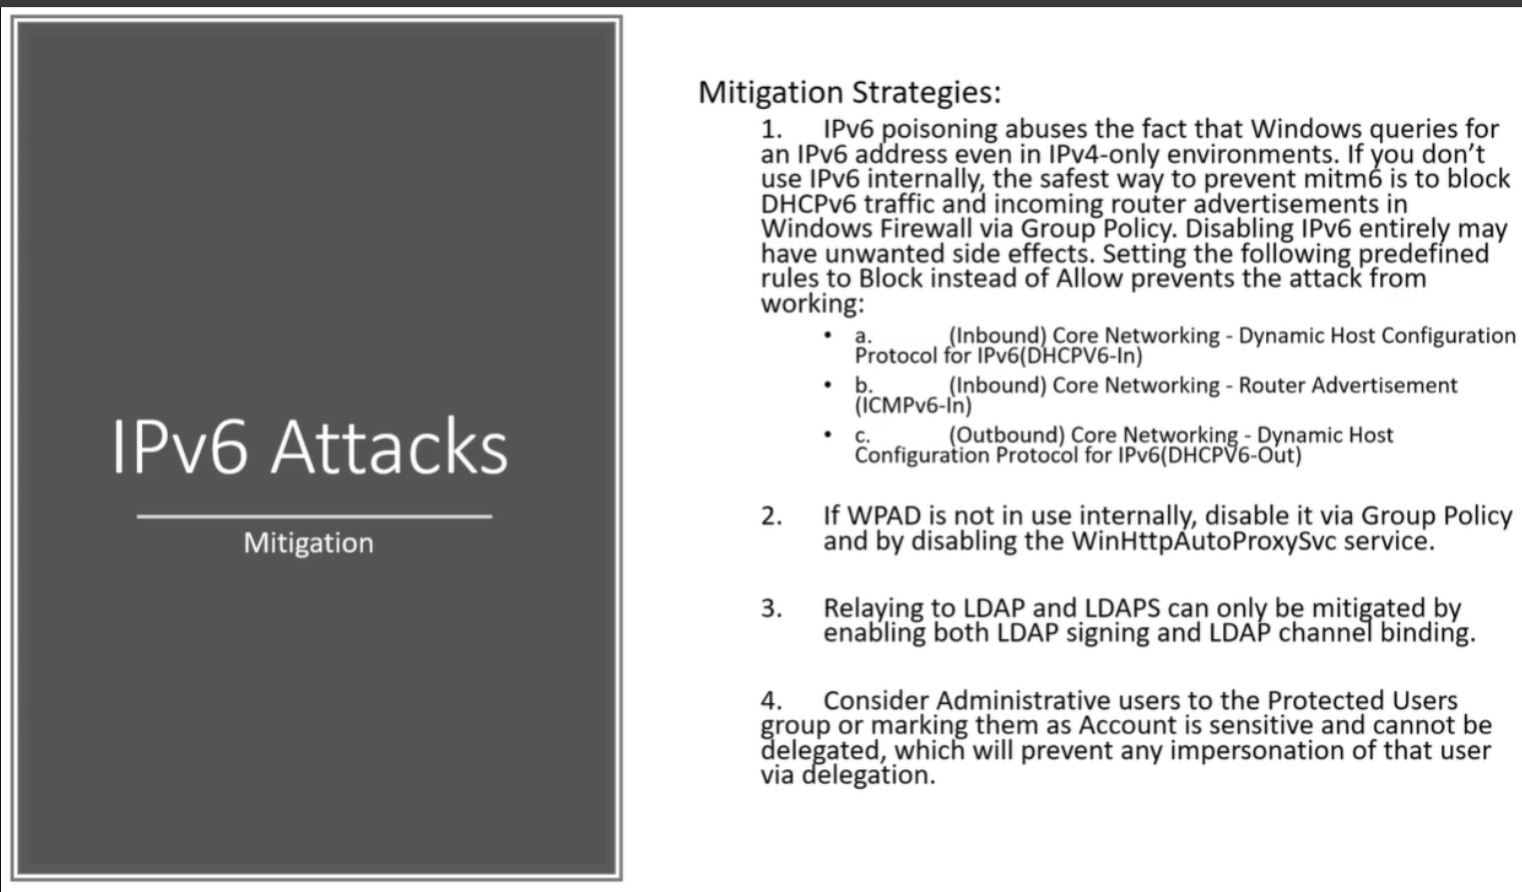 IPv6 Attacks
Mitigation
Mitigation Strategies:
1. IPv6 poisoning abuses the fact that Windows queries for
an IPv6 address even in IPv4-only environments. If you don’t
use IPv6 internally, the safest way to prevent mitm6 is to block
DHCPv6 traffic and incoming router advertisements in
Windows Firewall via Group Policy. Disabling IPv6 entirely may
have unwanted side effects. Setting the following predefined
rules to Block instead of Allow prevents the attack from
working:
• a. (Inbound) Core Networking - Dynamic Host Configuration
Protocol for IPv6(DHCPV6-In)
• b. (Inbound) Core Networking - Router Advertisement
(ICMPv6-In)
• c. (Outbound) Core Networking - Dynamic Host
Configuration Protocol for IPv6(DHCPV6-Out)
2. If WPAD is not in use internally, disable it via Group Policy
and by disabling the WinHttpAutoProxySvc service.
3. Relaying to LDAP and LDAPS can only be mitigated by
enabling both LDAP signing and LDAP channel binding.
4. Consider Administrative users to the Protected Users
group or marking them as Account is sensitive and cannot be
delegated, which will prevent any impersonation of that user
via delegation.